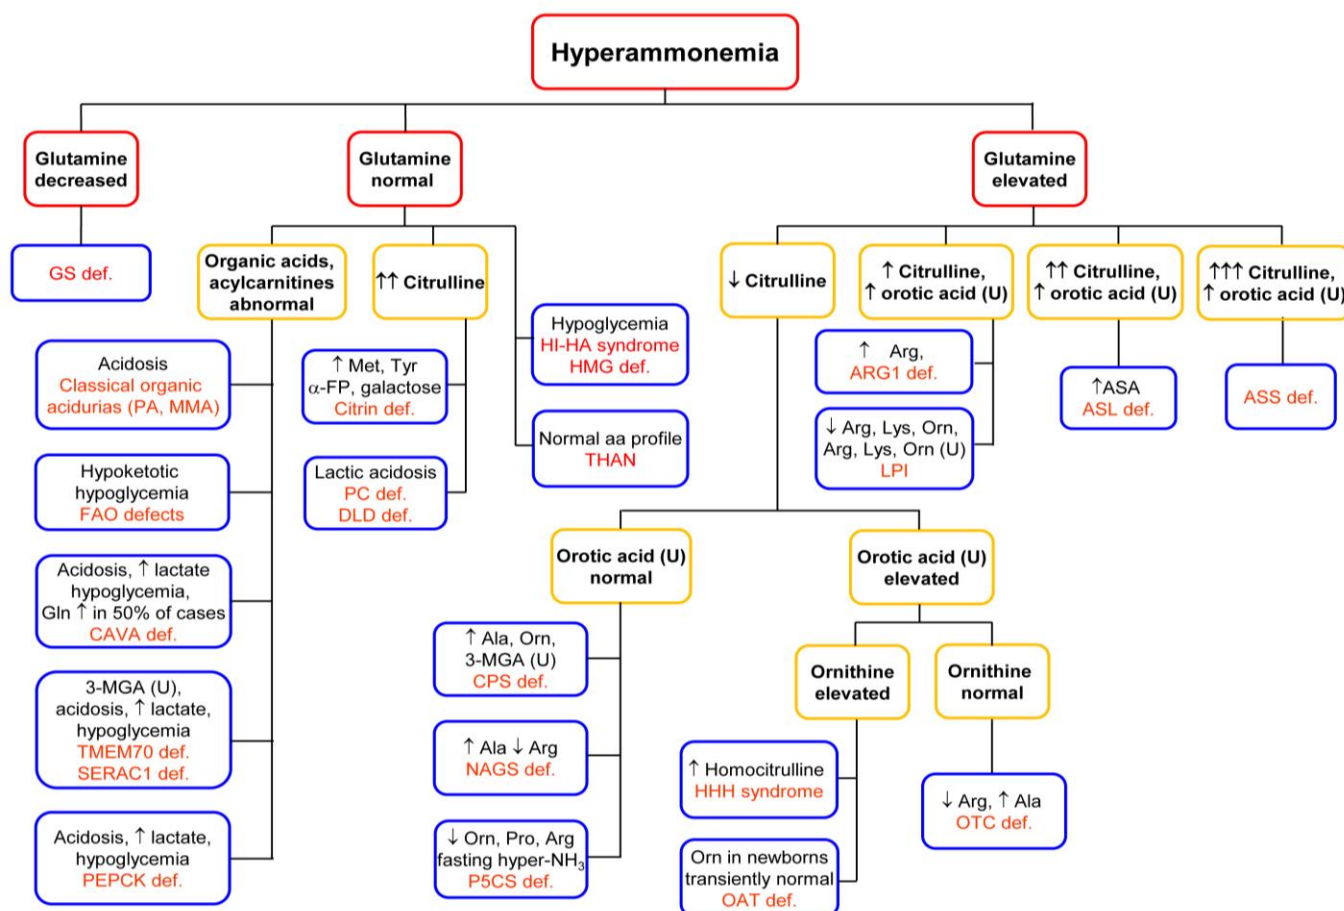 Hyperammonemia
Glutamine
decreased
Glutamine
normal
Glutamine
elevated
GS def.
Organic acids,
acylcarnitines
abnormal
↑↑ Citrulline
↓ Citrulline
↑ Citrulline,
↑ orotic acid (U)
↑↑ Citrulline,
↑ orotic acid (U)
↑↑↑ Citrulline,
↑ orotic acid (U)
Acidosis
Classical organic
acidurias (PA, MMA)
Hypoketotic
hypoglycemia
FAO defects
Acidosis, ↑ lactate
hypoglycemia,
Gln ↑ in 50% of cases
CAVA def.
3-MGA (U),
acidosis, ↑ lactate,
hypoglycemia
TMEM70 def.
SERAC1 def.
Acidosis, ↑ lactate,
hypoglycemia
PEPCK def.
↑ Met, Tyr
α-FP, galactose
Citrin def.
Lactic acidosis
PC def.
DLD def.
Hypoglycemia
HI-HA syndrome
HMG def.
Normal aa profile
THAN
↑ Arg,
ARG1 def.
↓ Arg, Lys, Orn,
Arg, Lys, Orn (U)
LPI
↑ASA
ASL def.
ASS def.
Orotic acid (U)
normal
Orotic acid (U)
elevated
↑ Ala, Orn,
3-MGA (U)
CPS def.
↑ Ala ↓ Arg
NAGS def.
↓ Orn, Pro, Arg
fasting hyper-NH₃
P5CS def.
Ornithine
elevated
Ornithine
normal
↑ Homocitrulline
HHH syndrome
Orn in newborns
transiently normal
OAT def.
↓ Arg, ↑ Ala
OTC def.